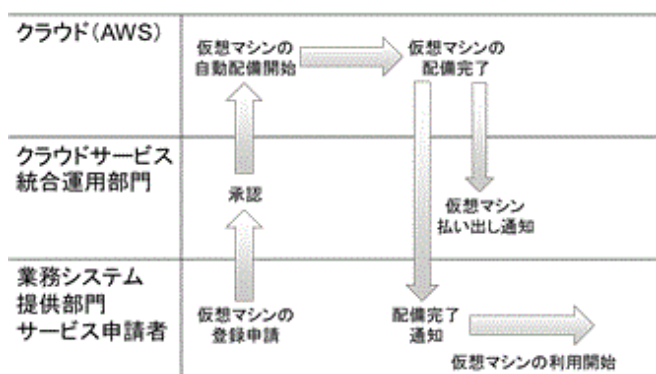 クラウド(AWS)
仮想マシンの
自動配備開始
仮想マシンの
配備完了
クラウドサービス
統合運用部門
承認
仮想マシン
払い出し通知
業務システム
提供部門
サービス申請者
仮想マシンの
登録申請
配備完了
通知
仮想マシンの利用開始